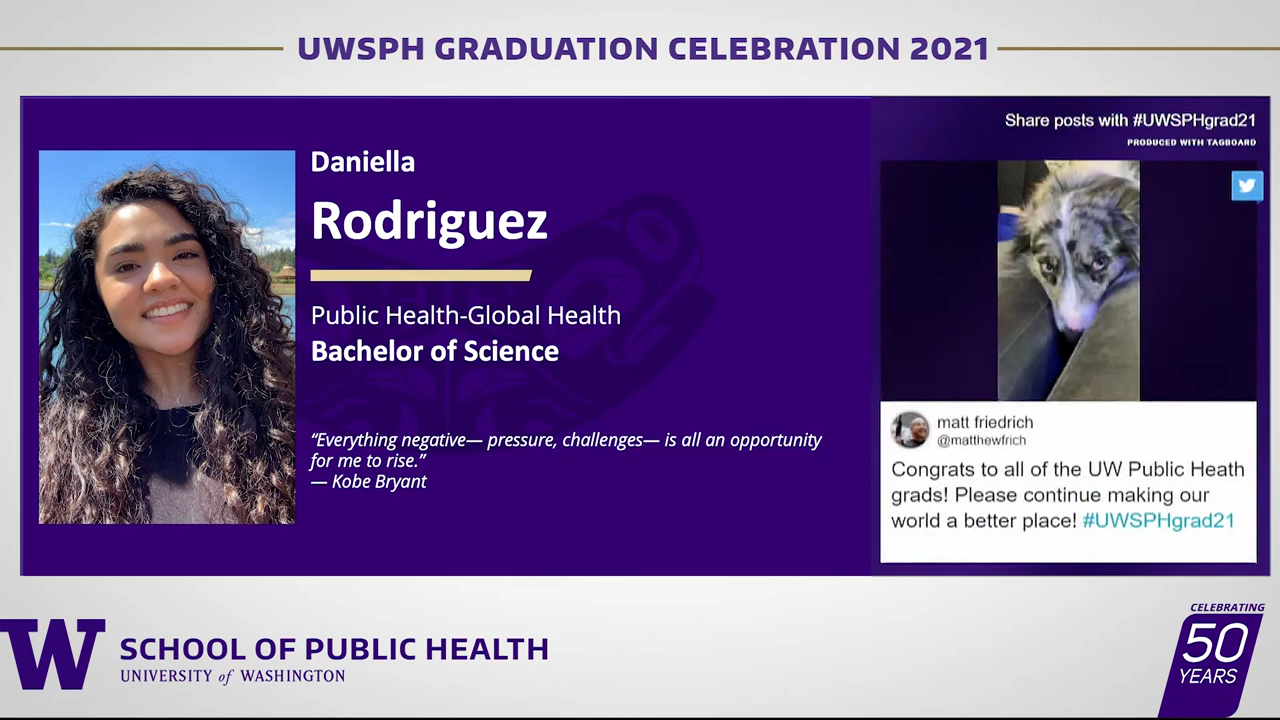 UWSPH GRADUATION CELEBRATION 2021
Daniella
Rodriguez
Public Health-Global Health
Bachelor of Science
“Everything negative— pressure, challenges— is all an opportunity
for me to rise.”
— Kobe Bryant
Share posts with #UWSPHgrad21
PRODUCED WITH TAGBOARD
matt friedrich
@matthewfrich
Congrats to all of the UW Public Heath
grads! Please continue making our
world a better place! #UWSPHgrad21
W SCHOOL OF PUBLIC HEALTH
UNIVERSITY of WASHINGTON
CELEBRATING
50
YEARS